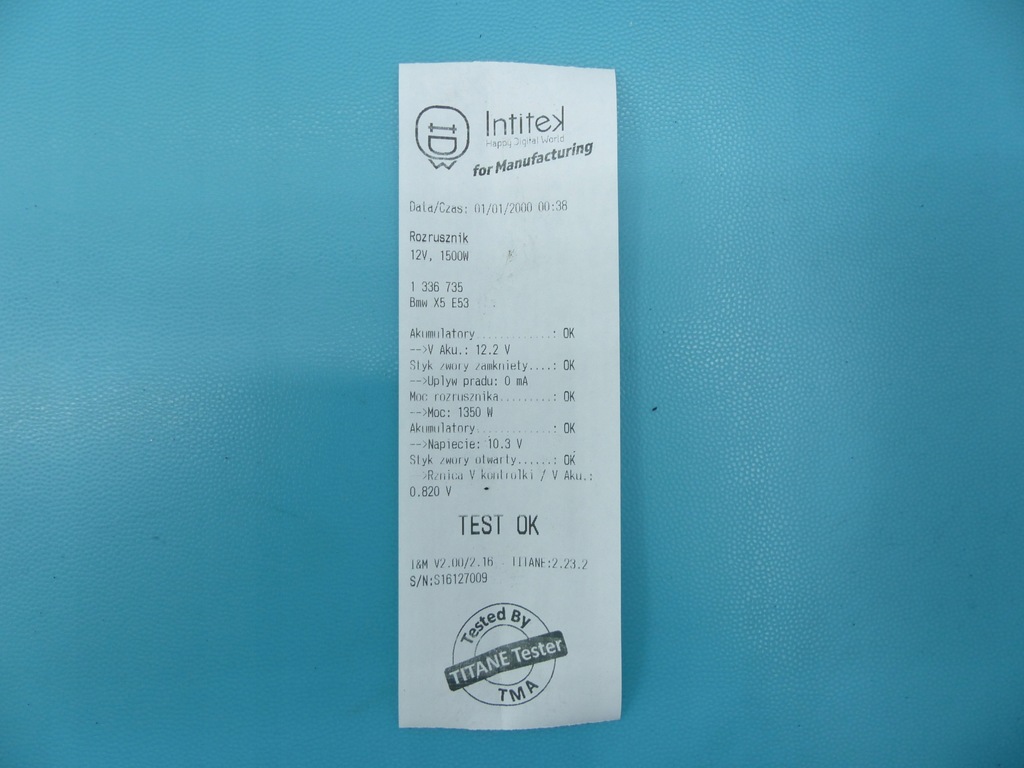 Intitek
Happy Digital World
for Manufacturing
Data/Czas: 01/01/2000 00:38
Rozrusznik
12V, 1500W
1 336 735
Bmw X5 E53
Akumulatory............: OK
-->V Aku.: 12.2 V
Styk zwory zamkniety....: OK
-->Uplyw pradu: 0 mA
Moc rozrusznika.........: OK
-->Moc: 1350 W
Akumulatory............: OK
-->Napiecie: 10.3 V
Styk zwory otwarty......: OK
-->Rznica V kontrolki / V Aku.:
0.820 V
TEST OK
I&M V2.00/2.16 - TITANE:2.23.2
S/N:S16127009
Tested By
TITANE Tester
TMA